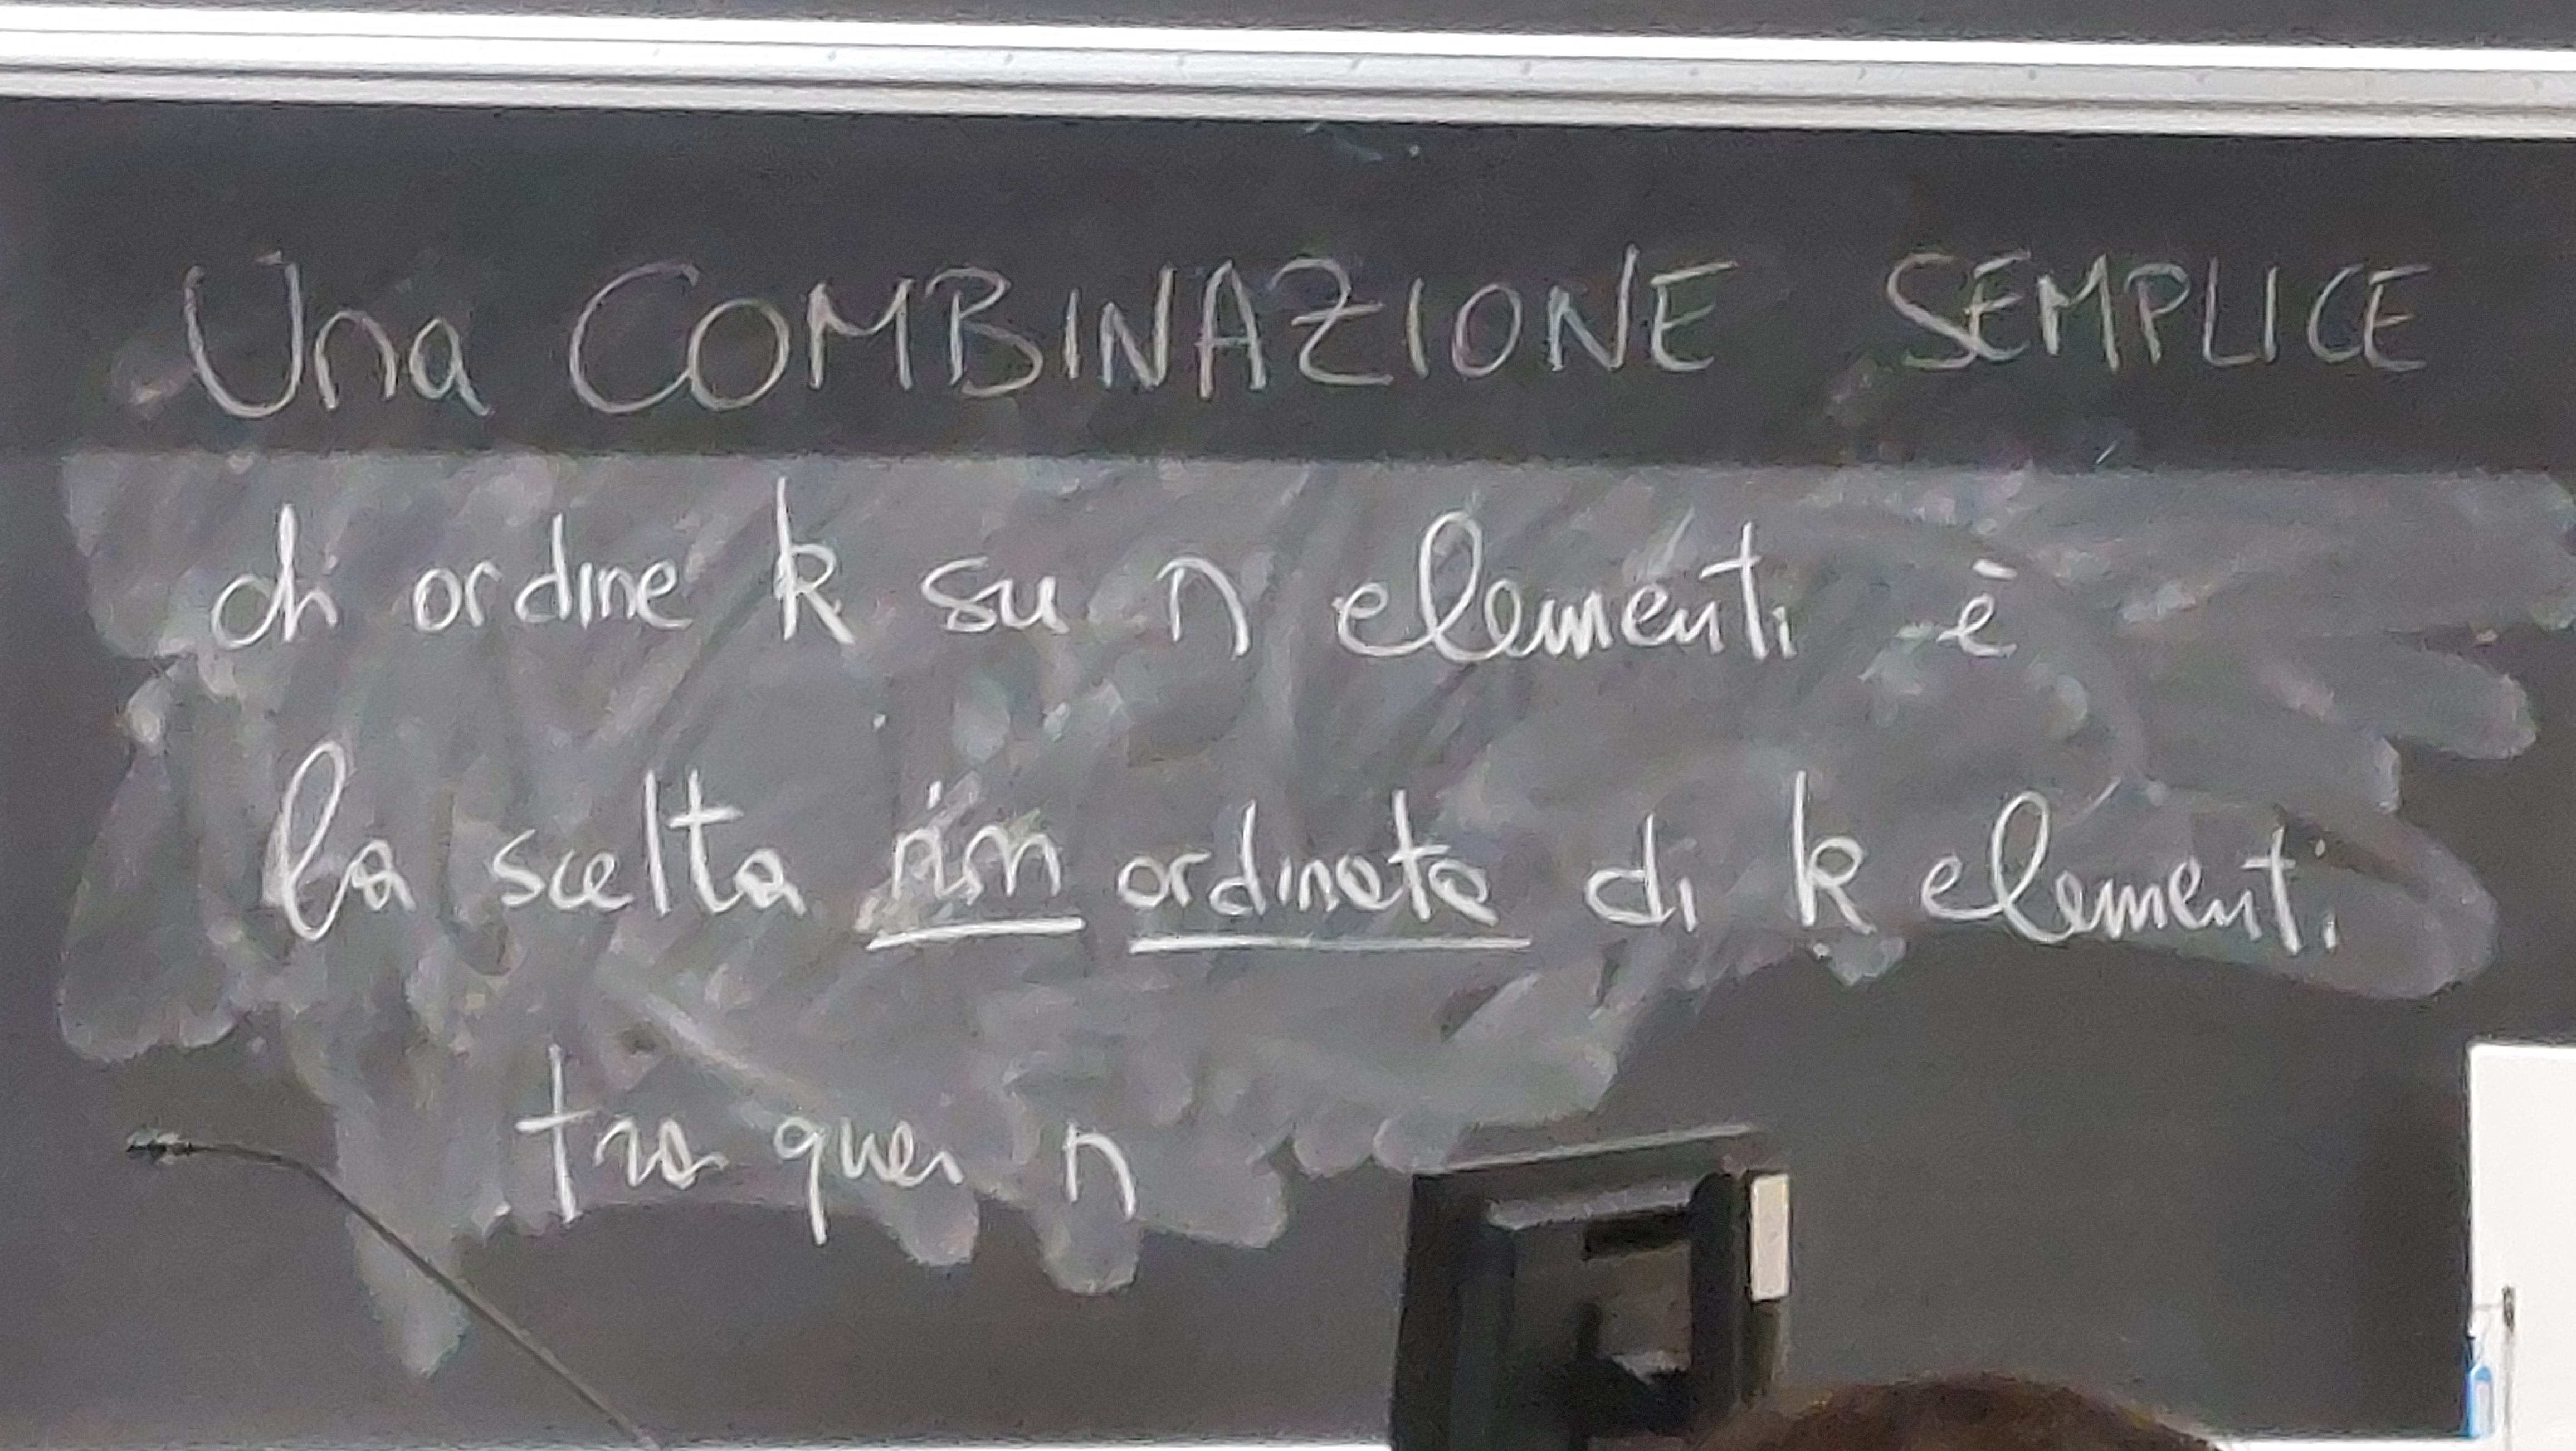 Una COMBINAZIONE SEMPLICE
di ordine k su n elementi è
la scelta non ordinata di k elementi
tra quei n